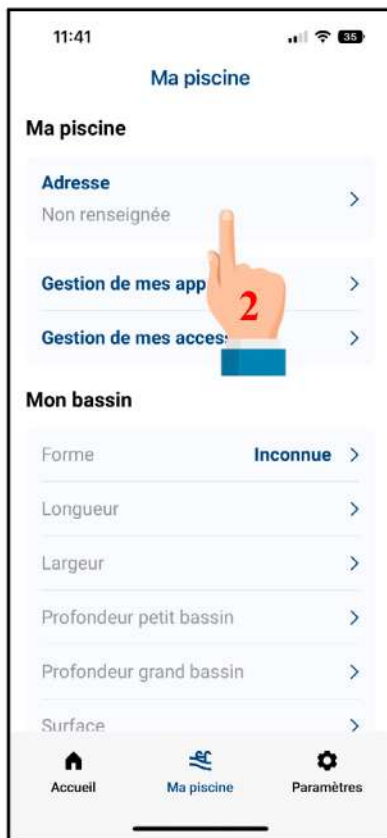 11:41
35
Ma piscine
Ma piscine
Adresse
Non renseignée
Gestion de mes app
2
Gestion de mes access
Mon bassin
Forme Inconnue
Longueur
Largeur
Profondeur petit bassin
Profondeur grand bassin
Surface
Accueil Ma piscine Paramètres